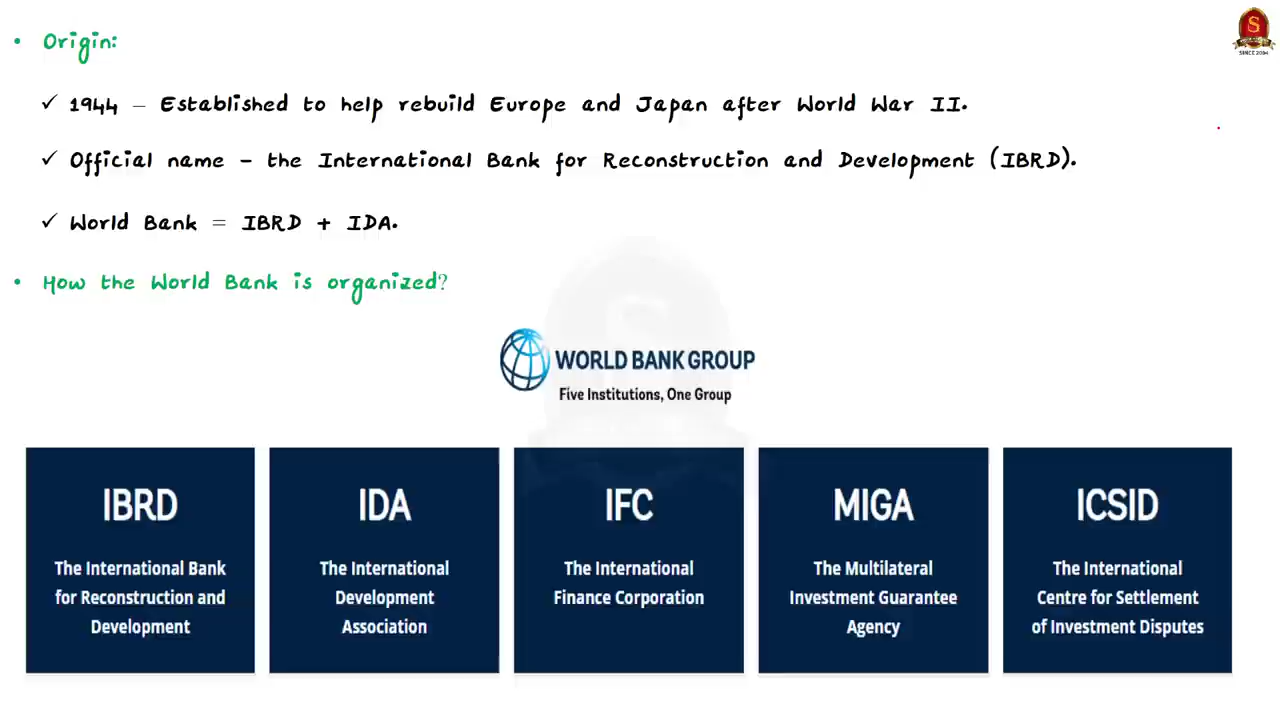 • Origin:
✓ 1944 – Established to help rebuild Europe and Japan after World War II.
✓ Official name – the International Bank for Reconstruction and Development (IBRD).
✓ World Bank = IBRD + IDA.
• How the World Bank is organized?
WORLD BANK GROUP
Five Institutions, One Group
IBRD
The International Bank
for Reconstruction and
Development
IDA
The International
Development
Association
IFC
The International
Finance Corporation
MIGA
The Multilateral
Investment Guarantee
Agency
ICSID
The International
Centre for Settlement
of Investment Disputes
S